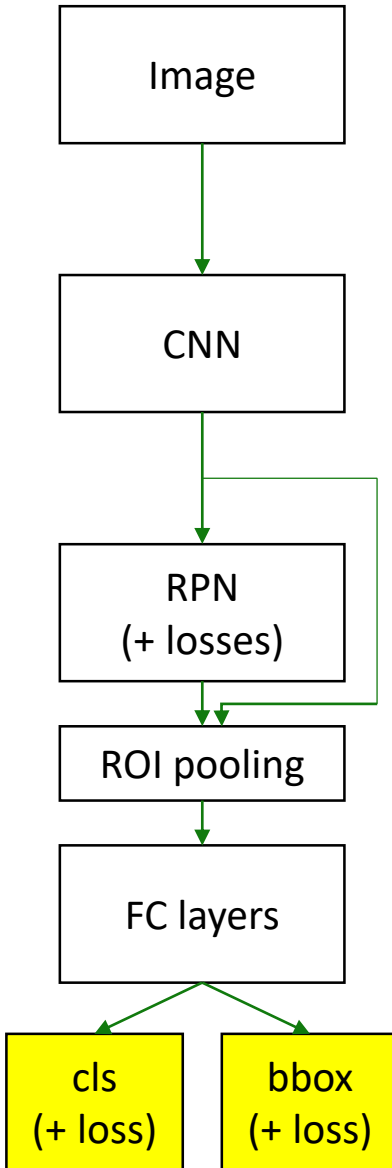 Image
CNN
RPN
(+ losses)
ROI pooling
FC layers
cls
(+ loss)
bbox
(+ loss)